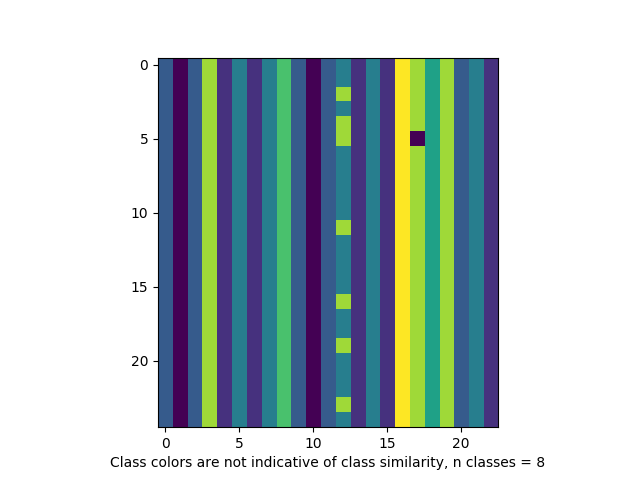 0
5
10
15
20
0 5 10 15 20
Class colors are not indicative of class similarity, n classes = 8